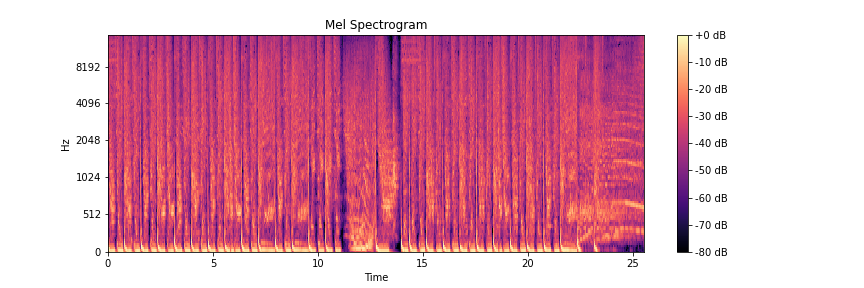 Mel Spectrogram
8192
4096
2048
1024
512
0
Hz
0
5
10
15
20
25
Time
+0 dB
-10 dB
-20 dB
-30 dB
-40 dB
-50 dB
-60 dB
-70 dB
-80 dB